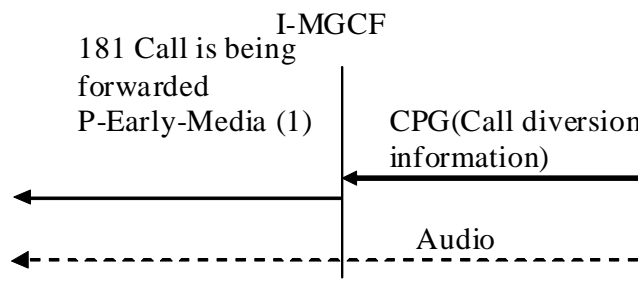 I-MGCF
181 Call is being
forwarded
P-Early-Media (1)
CPG(Call diversion
information)
Audio